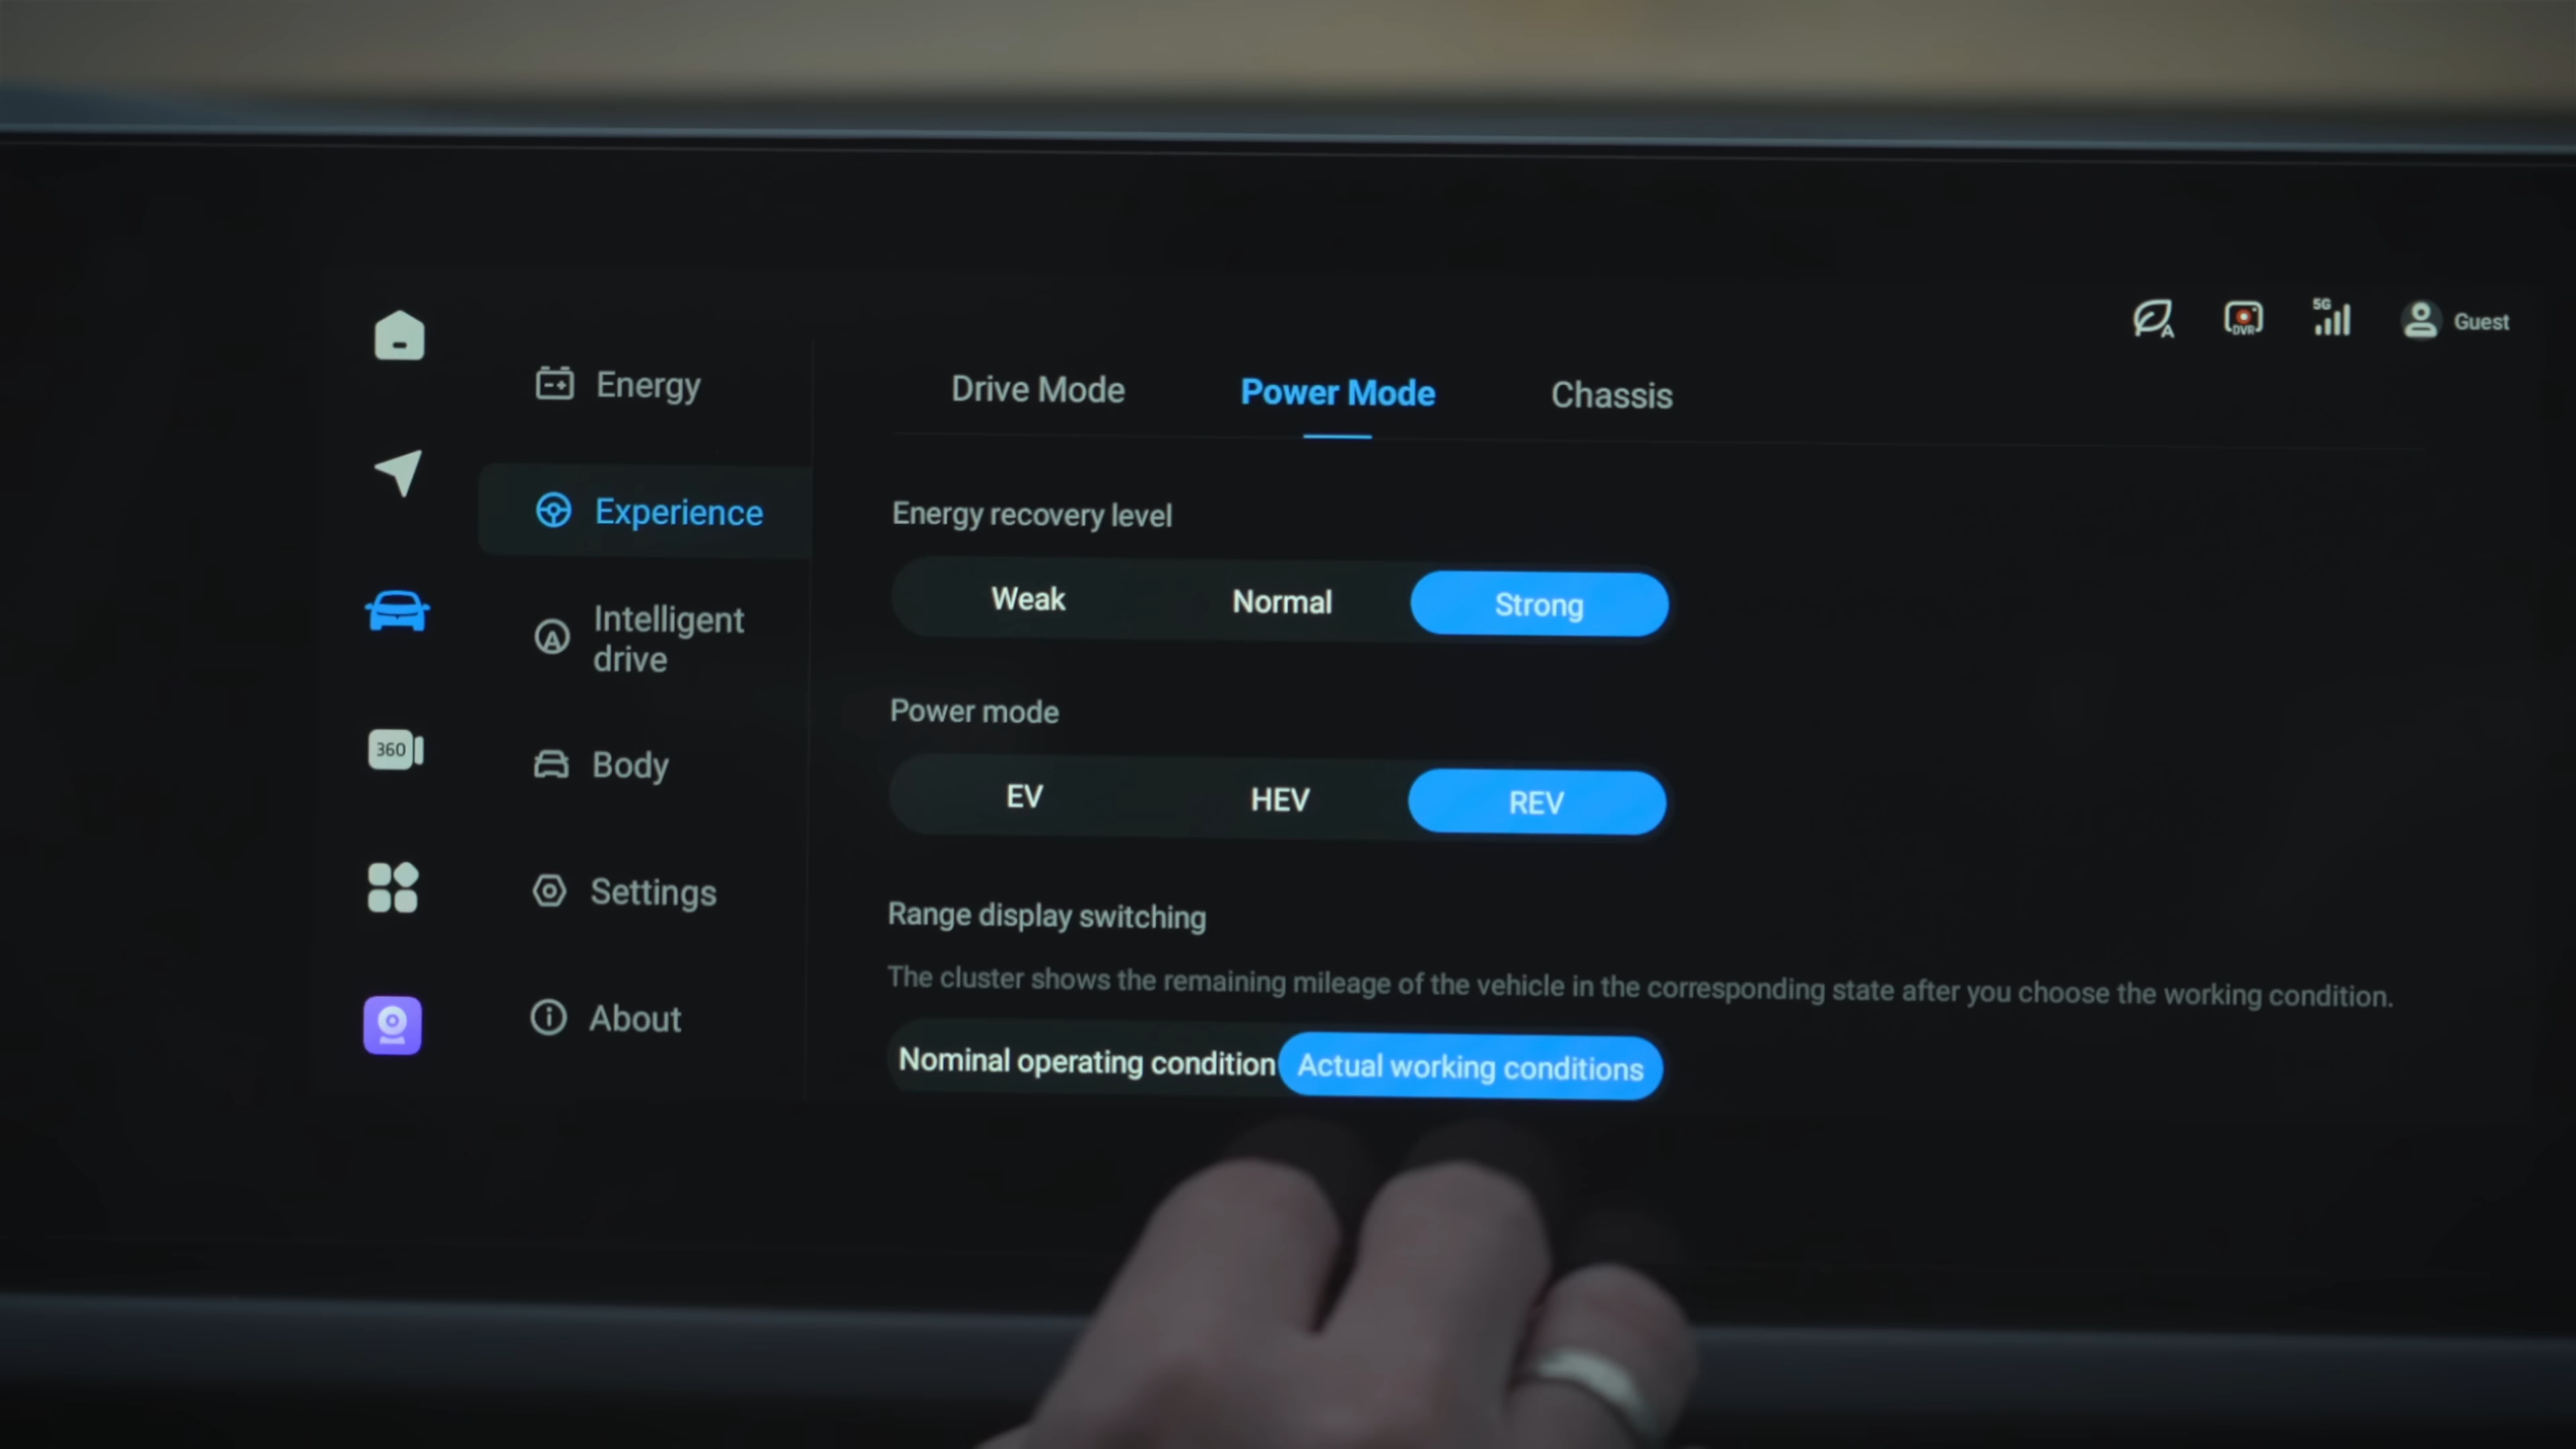 5G
DVR
Guest
Energy
Experience
Intelligent
drive
360
Body
Settings
About
Drive Mode
Power Mode
Chassis
Energy recovery level
Weak
Normal
Strong
Power mode
EV
HEV
REV
Range display switching
The cluster shows the remaining mileage of the vehicle in the corresponding state after you choose the working condition.
Nominal operating condition
Actual working conditions